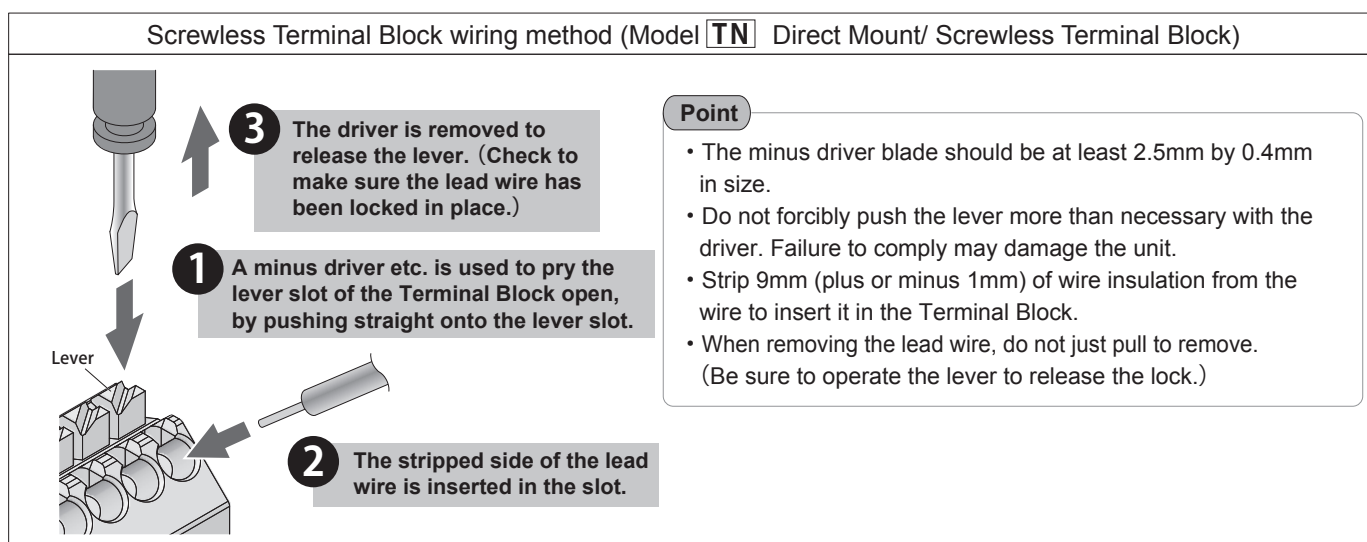 Screwless Terminal Block wiring method (Model TN Direct Mount/ Screwless Terminal Block)
3
The driver is removed to
release the lever.（Check to
make sure the lead wire has
been locked in place.）
1
A minus driver etc. is used to pry the
lever slot of the Terminal Block open,
by pushing straight onto the lever slot.
Lever
2
The stripped side of the lead
wire is inserted in the slot.
Point
・The minus driver blade should be at least 2.5mm by 0.4mm
in size.
・Do not forcibly push the lever more than necessary with the
driver. Failure to comply may damage the unit.
・Strip 9mm (plus or minus 1mm) of wire insulation from the
wire to insert it in the Terminal Block.
・When removing the lead wire, do not just pull to remove.
（Be sure to operate the lever to release the lock.）